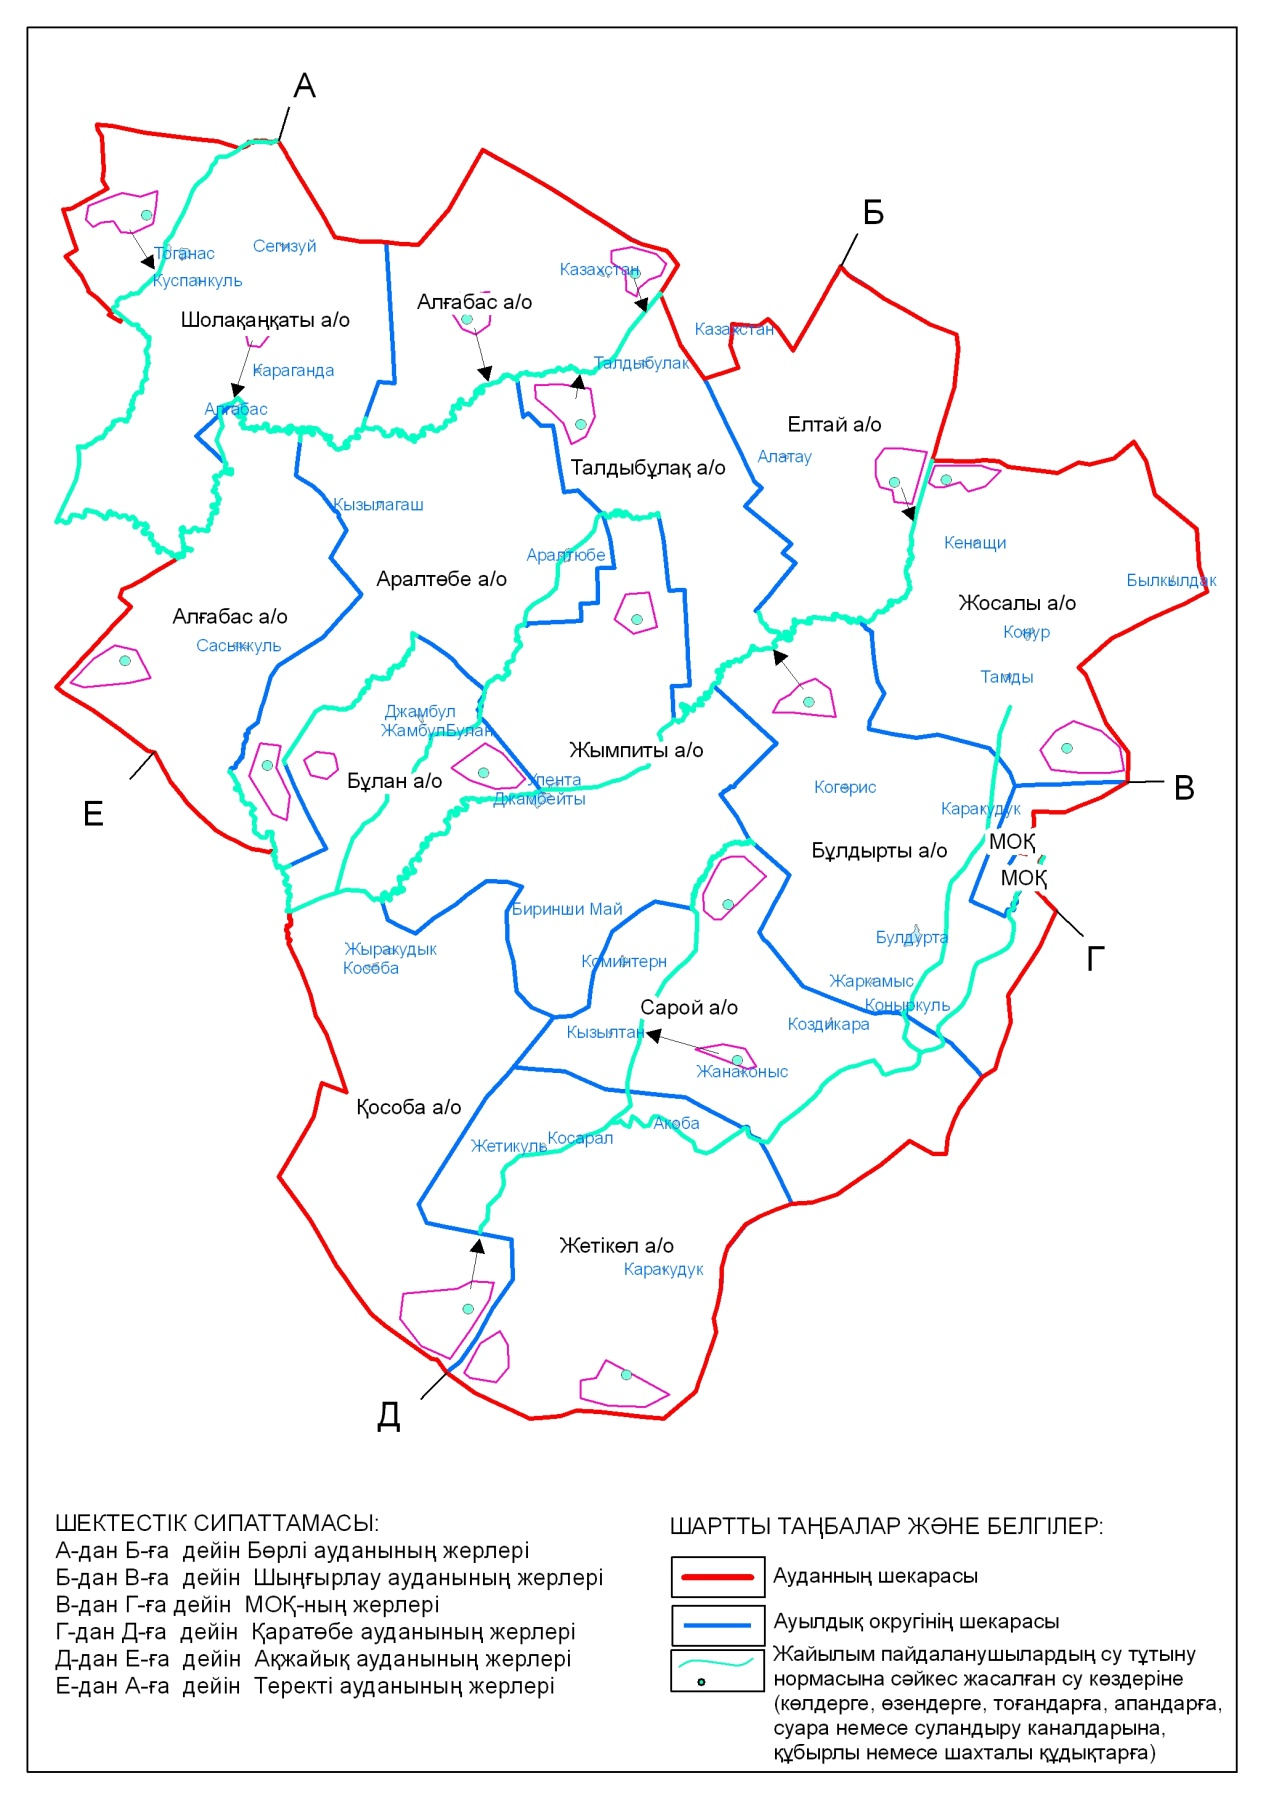 А
Б
Тоганас
Сегизуй
Куспанкуль
Казахстан
Алғабас а/о
Шолақаңқаты а/о
Казахстан
Караганда
Талдыбулак
Алгабас
Елтай а/о
Алатау
Талдыбұлақ а/о
Кызылагаш
Кенащи
Аралтюбе
Аралтөбе а/о
Былкылдак
Жосалы а/о
Алғабас а/о
Конур
Сасыккуль
Тамды
Джамбул
ЖамбулБулан
Жымпиты а/о
Бұлан а/о
Улента
Джамбейты
Когерис
В
Е
Каракудук
МОҚ
Бұлдырты а/о
МОҚ
Биринши Май
Булдурта
Жыракудык
Кособа
Коминтерн
Г
Жаркамыс
Сарой а/о
Коныркуль
Коздикара
Кызылтан
Жанаконыс
Қособа а/о
Акоба
Косарал
Жетикуль
Жетікөл а/о
Каракудук
Д
ШЕКТЕСТІК СИПАТТАМАСЫ:
А-дан Б-ға дейін Бөрлі ауданының жерлері
Б-дан В-ға дейін Шыңғырлау ауданының жерлері
В-дан Г-ға дейін МОҚ-ның жерлері
Г-дан Д-ға дейін Қаратөбе ауданының жерлері
Д-дан Е-ға дейін Ақжайық ауданының жерлері
Е-дан А-ға дейін Теректі ауданының жерлері
ШАРТТЫ ТАҢБАЛАР ЖӘНЕ БЕЛГІЛЕР:
Ауданның шекарасы
Ауылдық округінің шекарасы
Жайылым пайдаланушылардың су тұтыну
нормасына сәйкес жасалған су көздеріне
(көлдерге, өзендерге, тоғандарға, апандарға,
суара немесе суландыру каналдарына,
құбырлы немесе шахталы құдықтарға)